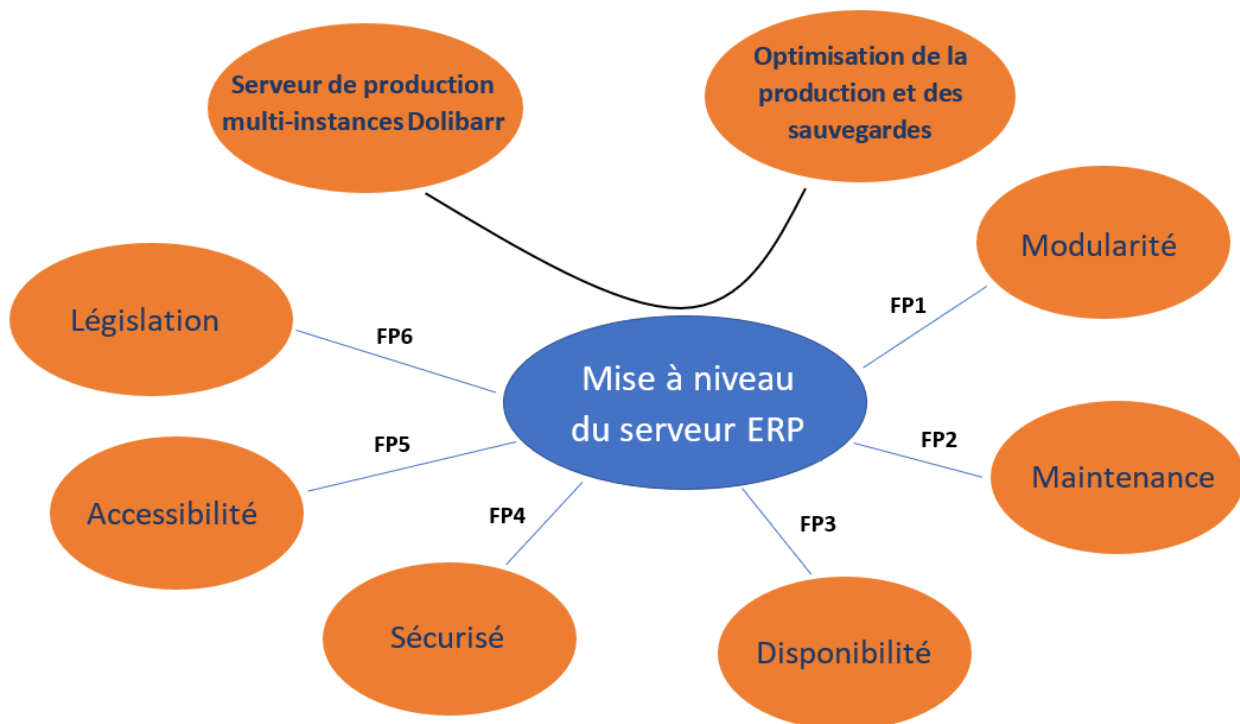 Serveur de production
multi-instances Dolibarr
Optimisation de la
production et des
sauvegardes
Modularité
Législation
FP1
FP6
Mise à niveau
du serveur ERP
FP5
FP2
Maintenance
Accessibilité
FP4
FP3
Sécurisé
Disponibilité